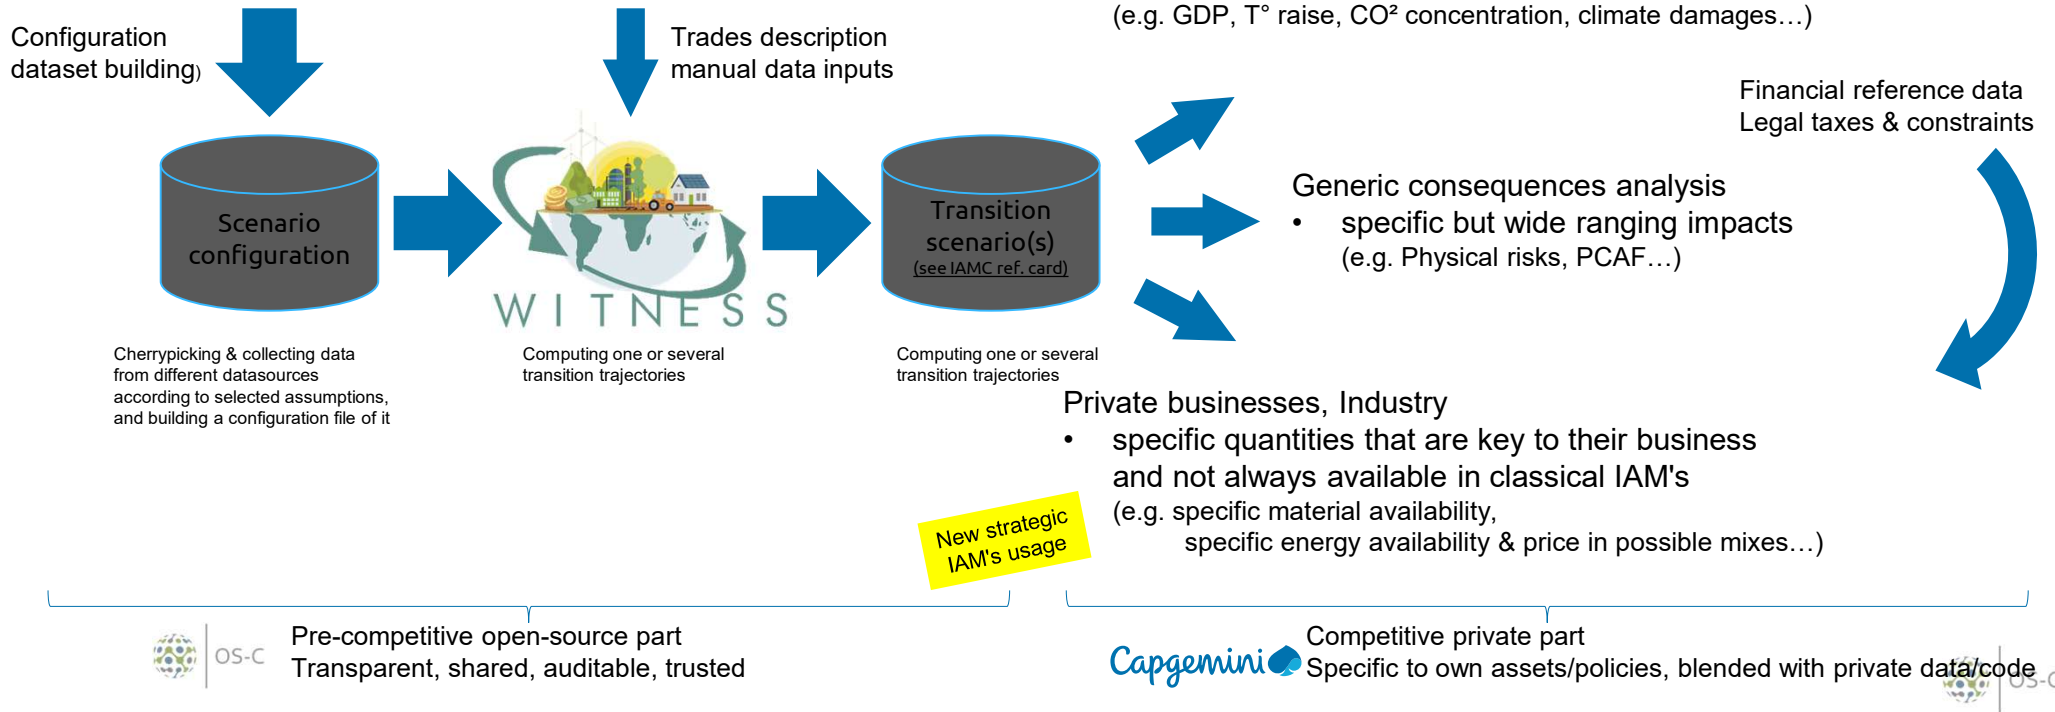 (e.g. GDP, T° raise, CO² concentration, climate damages…)
Configuration
dataset building)
Trades description
manual data inputs
Financial reference data
Legal taxes & constraints
Scenario
configuration
WITNESS
Transition
scenario(s)
(see IAMC ref. card)
Generic consequences analysis
• specific but wide ranging impacts
(e.g. Physical risks, PCAF…)
Cherrypicking & collecting data
from different datasources
according to selected assumptions,
and building a configuration file of it
Computing one or several
transition trajectories
Computing one or several
transition trajectories
Private businesses, Industry
• specific quantities that are key to their business
and not always available in classical IAM's
(e.g. specific material availability,
specific energy availability & price in possible mixes…)
New strategic
IAM's usage
OS-C
Pre-competitive open-source part
Transparent, shared, auditable, trusted
Capgemini
Competitive private part
Specific to own assets/policies, blended with private data/code
OS-C